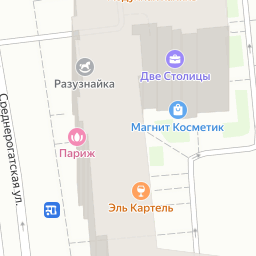 Разузнайка
Две Столицы
Магнит Косметик
Париж
Среднерогатская ул.
Эль Картель